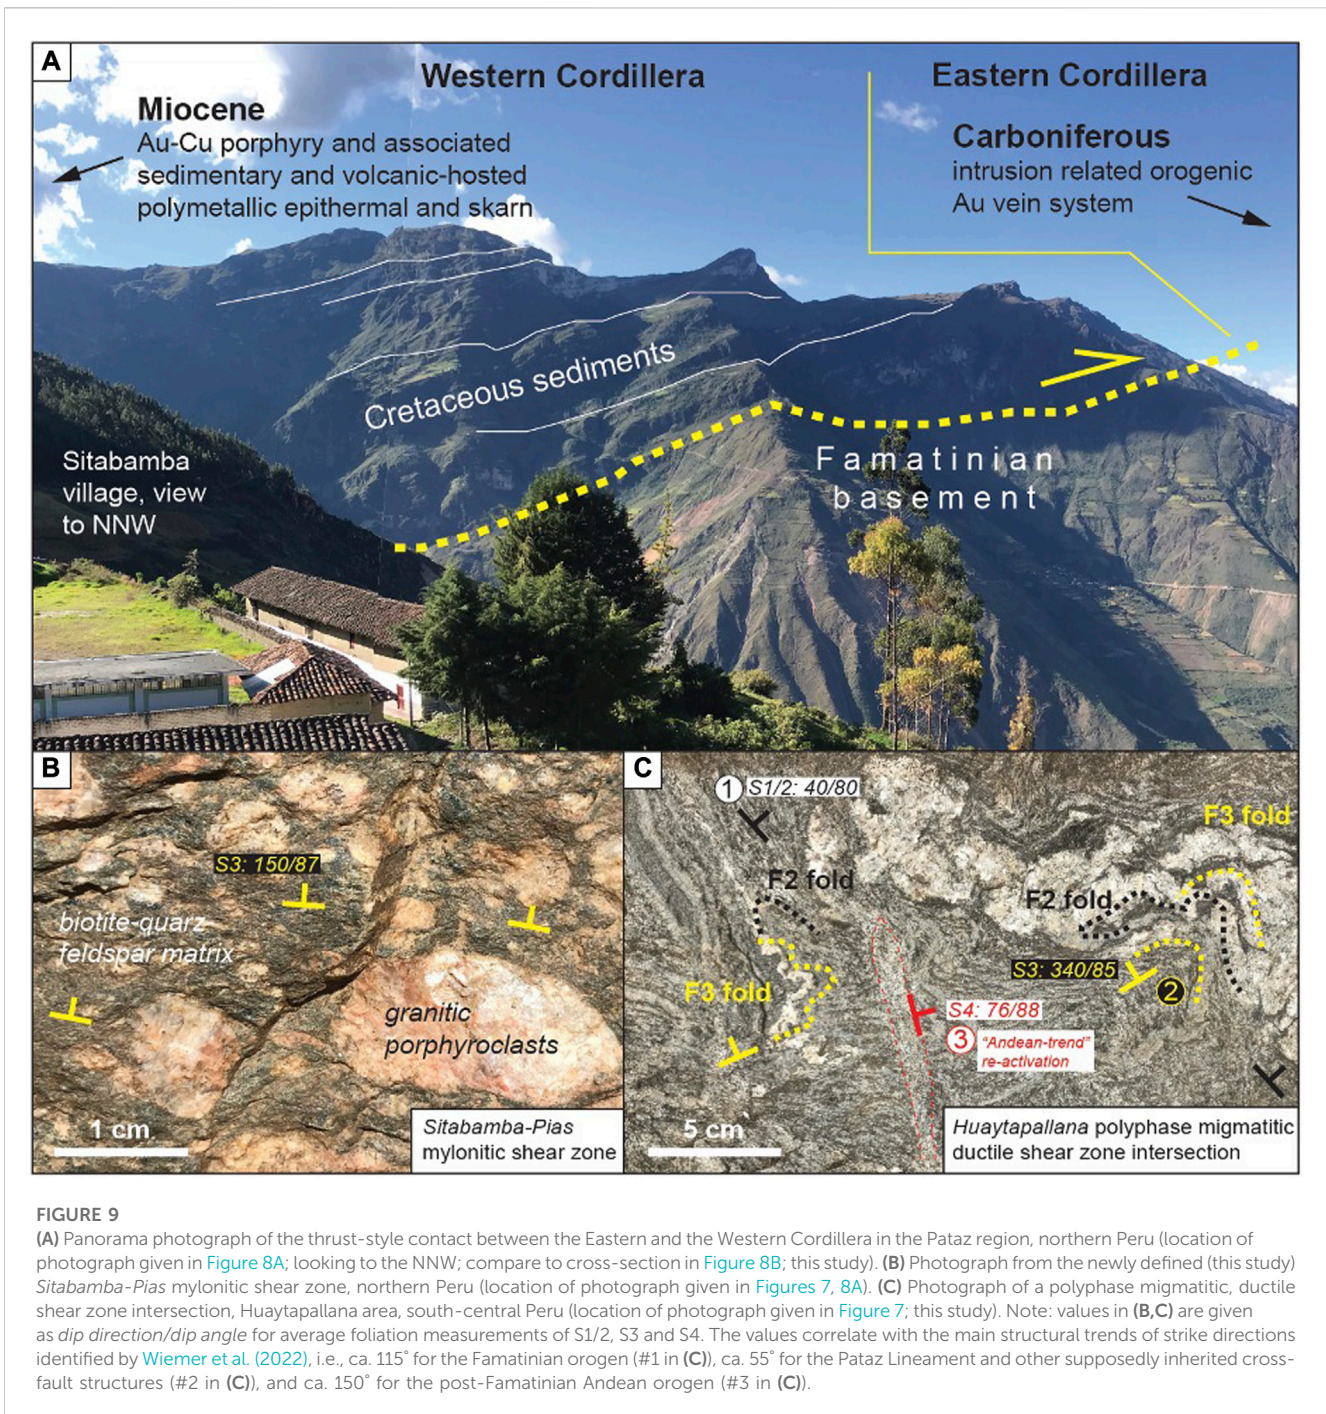 A
Western Cordillera
Eastern Cordillera
Miocene
Au-Cu porphyry and associated
sedimentary and volcanic-hosted
polymetallic epithermal and skarn
Carboniferous
intrusion related orogenic
Au vein system
Cretaceous sediments
Sitabamba
village, view
to NNW
Famatinian
basement
B
S3: 150/87
biotite-quarz-
feldspar matrix
granitic
porphyroclasts
1 cm
Sitabamba-Pias
mylonitic shear zone
C
1 S1/2: 40/80
F3 fold
F2 fold
F2 fold
S3: 340/85
2
F3 fold
S4: 76/88
3 "Andean-trend"
re-activation
5 cm
Huaytapallana polyphase migmatitic
ductile shear zone intersection
FIGURE 9
(A) Panorama photograph of the thrust-style contact between the Eastern and the Western Cordillera in the Pataz region, northern Peru (location of
photograph given in Figure 8A; looking to the NNW; compare to cross-section in Figure 8B; this study). (B) Photograph from the newly defined (this study)
Sitabamba-Pias mylonitic shear zone, northern Peru (location of photograph given in Figures 7, 8A). (C) Photograph of a polyphase migmatitic, ductile
shear zone intersection, Huaytapallana area, south-central Peru (location of photograph given in Figure 7; this study). Note: values in (B,C) are given
as dip direction/dip angle for average foliation measurements of S1/2, S3 and S4. The values correlate with the main structural trends of strike directions
identified by Wiemer et al. (2022), i.e., ca. 115° for the Famatinian orogen (#1 in (C)), ca. 55° for the Pataz Lineament and other supposedly inherited cross-
fault structures (#2 in (C)), and ca. 150° for the post-Famatinian Andean orogen (#3 in (C)).